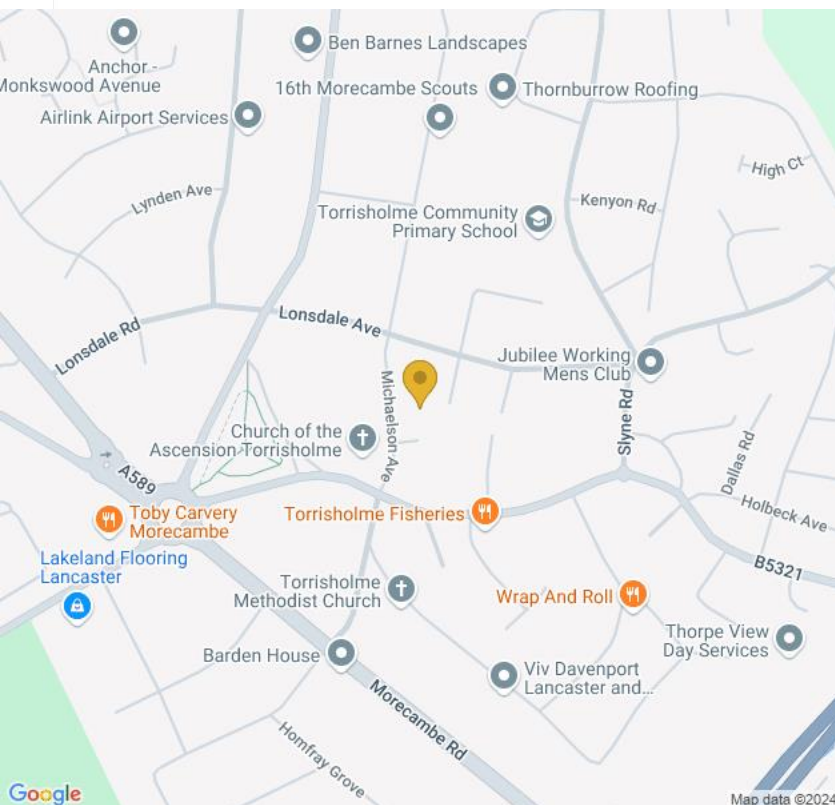 Ben Barnes Landscapes
Anchor -
Monkswood Avenue
16th Morecambe Scouts
Thornburrow Roofing
Airlink Airport Services
High Ct
Lynden Ave
Kenyon Rd
Torrisholme Community
Primary School
Lonsdale Ave
Lonsdale Rd
Jubilee Working
Mens Club
Michaelson Ave
Slyne Rd
Church of the
Ascension Torrisholme
Dallas Rd
A589
Toby Carvery
Morecambe
Torrisholme Fisheries
Holbeck Ave
Lakeland Flooring
Lancaster
B5321
Torrisholme
Methodist Church
Wrap And Roll
Thorpe View
Day Services
Barden House
Viv Davenport
Lancaster and...
Morecambe Rd
Homfray Grove
Google
Map data ©2024